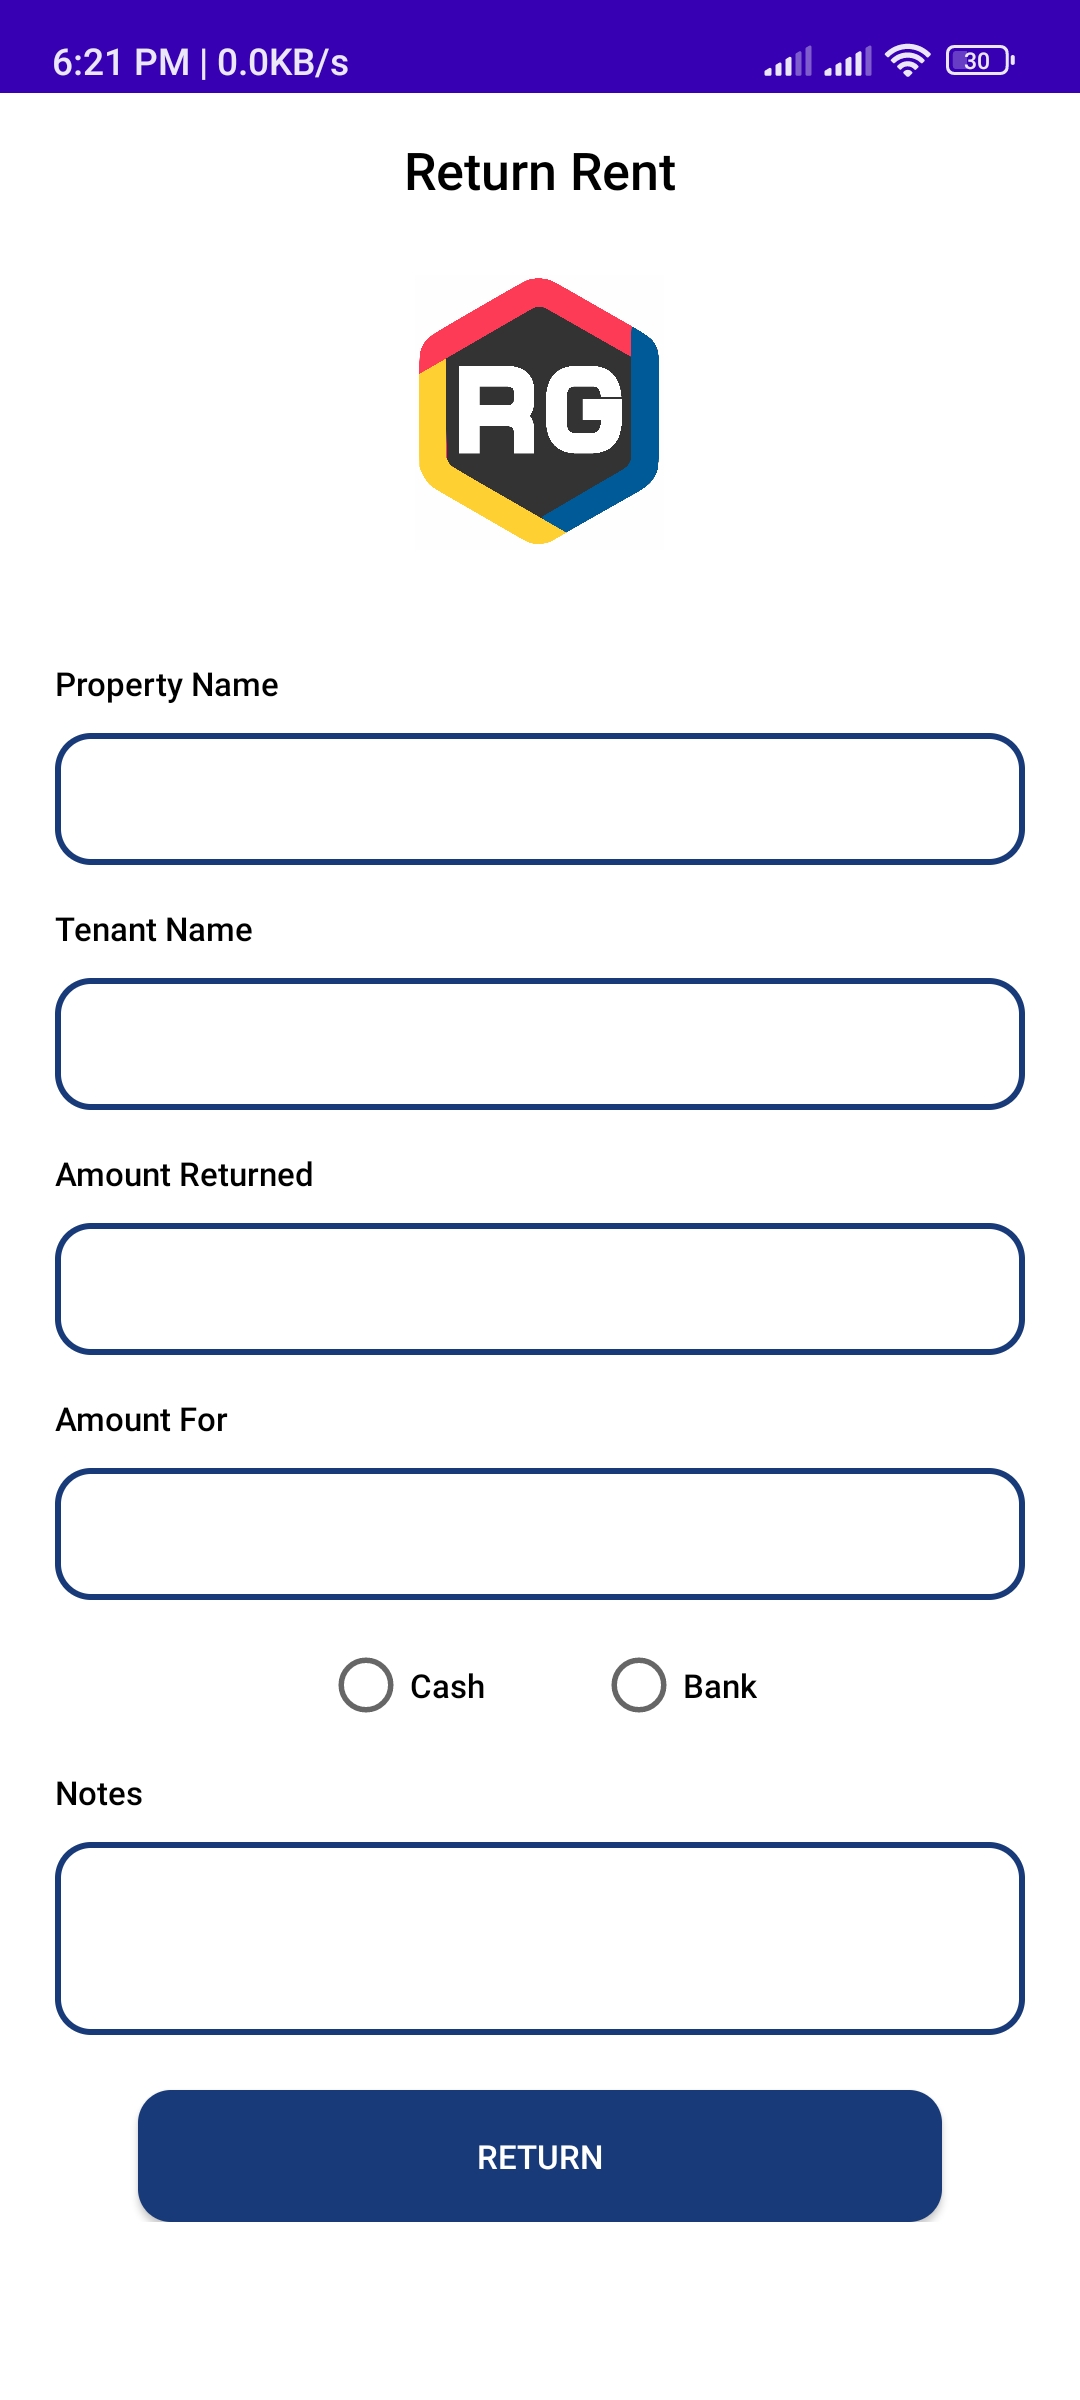 6:21 PM | 0.0KB/s 30
Return Rent
RG
Property Name
Tenant Name
Amount Returned
Amount For
Cash Bank
Notes
RETURN